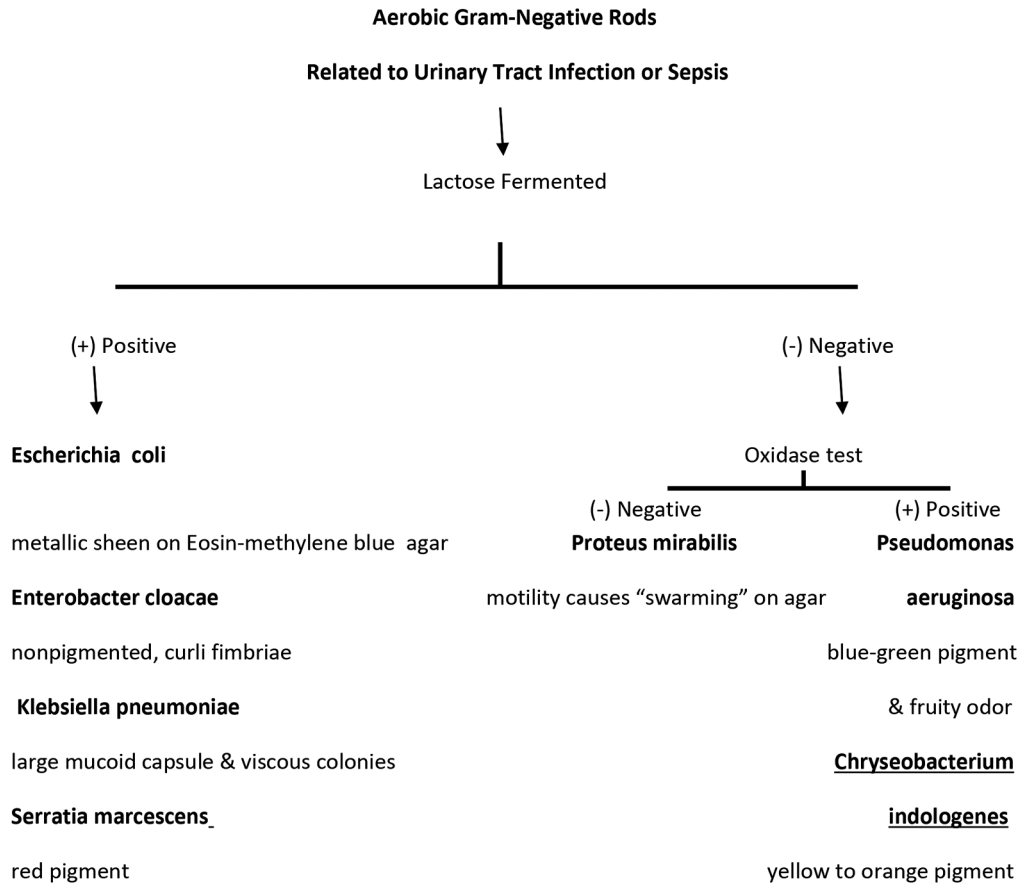 Aerobic Gram-Negative Rods
Related to Urinary Tract Infection or Sepsis
Lactose Fermented
(+) Positive
(-) Negative
Escherichia coli
Oxidase test
(-) Negative
(+) Positive
metallic sheen on Eosin-methylene blue agar
Proteus mirabilis
Pseudomonas
Enterobacter cloacae
motility causes “swarming” on agar
aeruginosa
nonpigmented, curli fimbriae
blue-green pigment
Klebsiella pneumoniae
& fruity odor
large mucoid capsule & viscous colonies
Chryseobacterium
Serratia marcescens
indologenes
red pigment
yellow to orange pigment